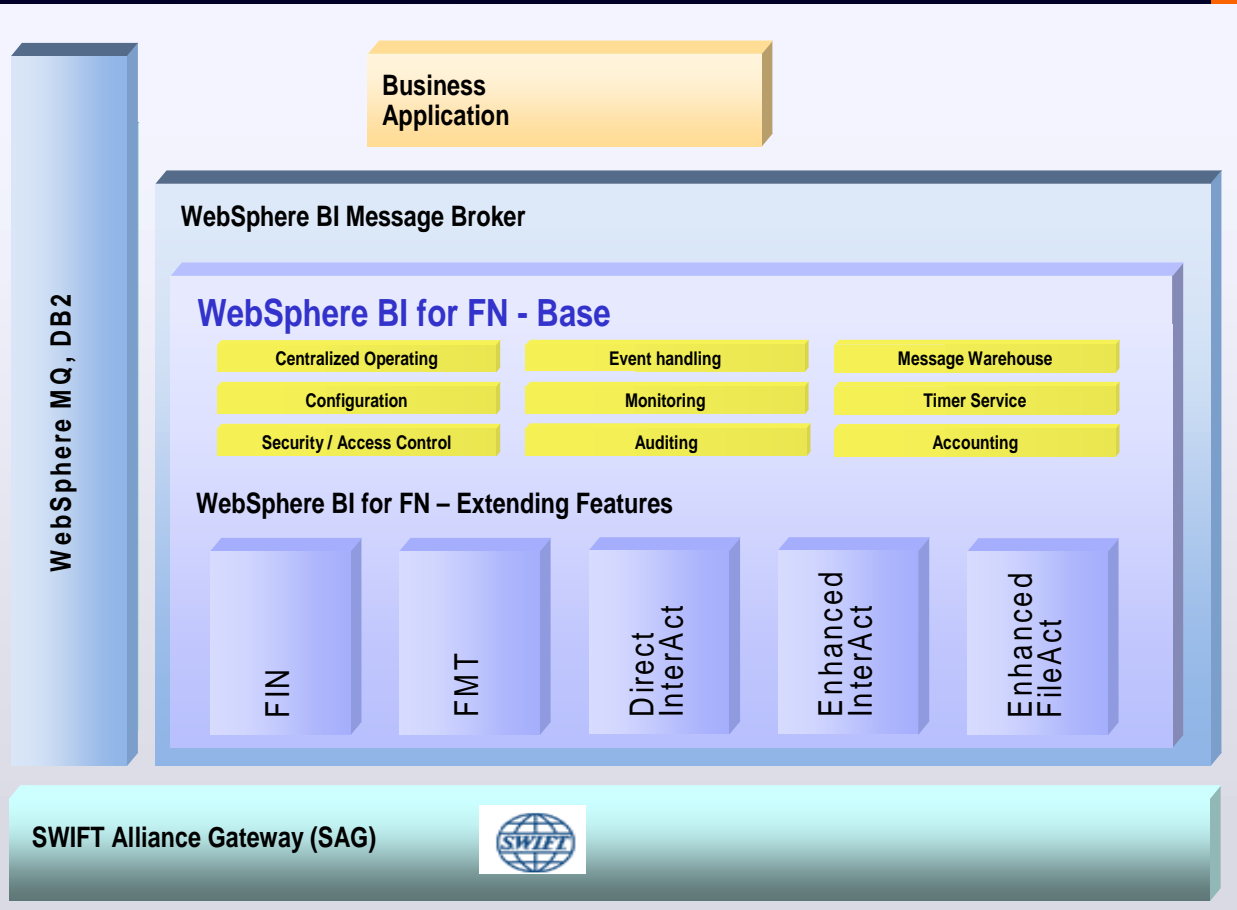 Business
Application
WebSphere BI Message Broker
WebSphere MQ, DB2
WebSphere BI for FN - Base
Centralized Operating
Event handling
Message Warehouse
Configuration
Monitoring
Timer Service
Security / Access Control
Auditing
Accounting
WebSphere BI for FN – Extending Features
FIN
FMT
Direct
InterAct
Enhanced
InterAct
Enhanced
FileAct
SWIFT Alliance Gateway (SAG)
SWIFT